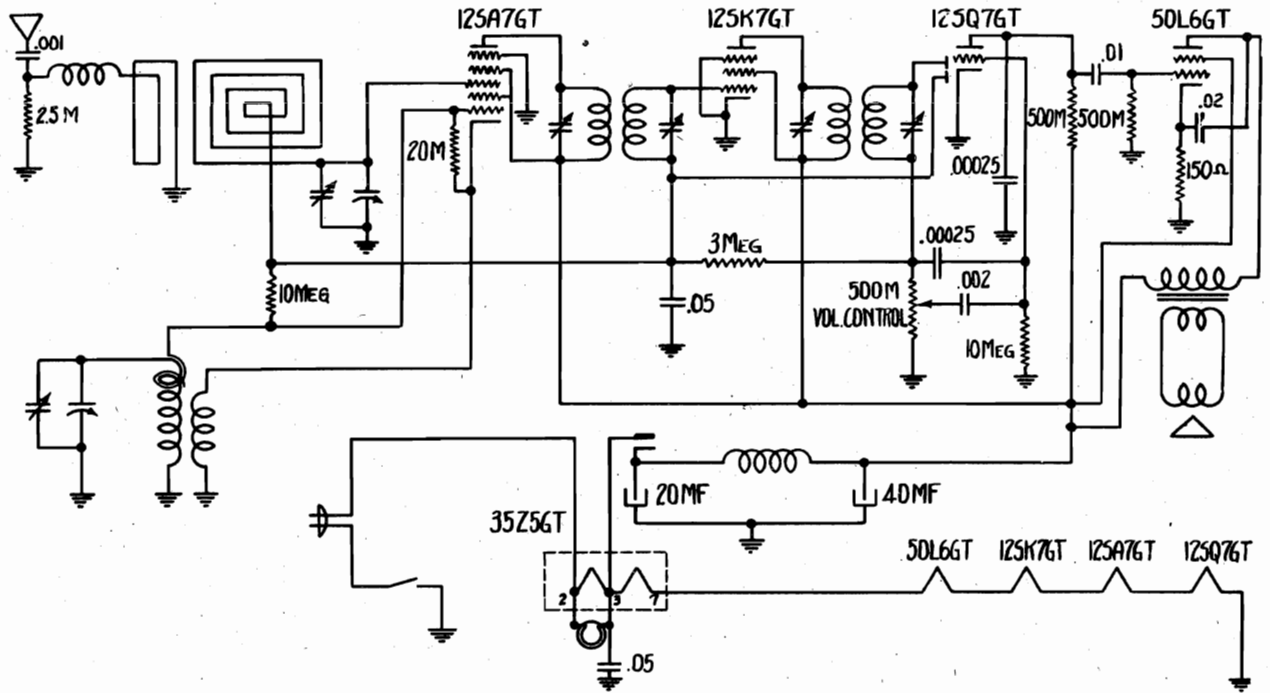 12SA7GT
12SK7GT
12SQ7GT
50L6GT
.001
2.5 M
20M
.00025
500M
.01
500M
.02
150Ω
3MEG
.00025
.002
10MEG
.05
500M
VOL.CONTROL
10MEG
20MF
40MF
35Z5GT
2
3
7
.05
50L6GT
12SK7GT
12SA7GT
12SQ7GT